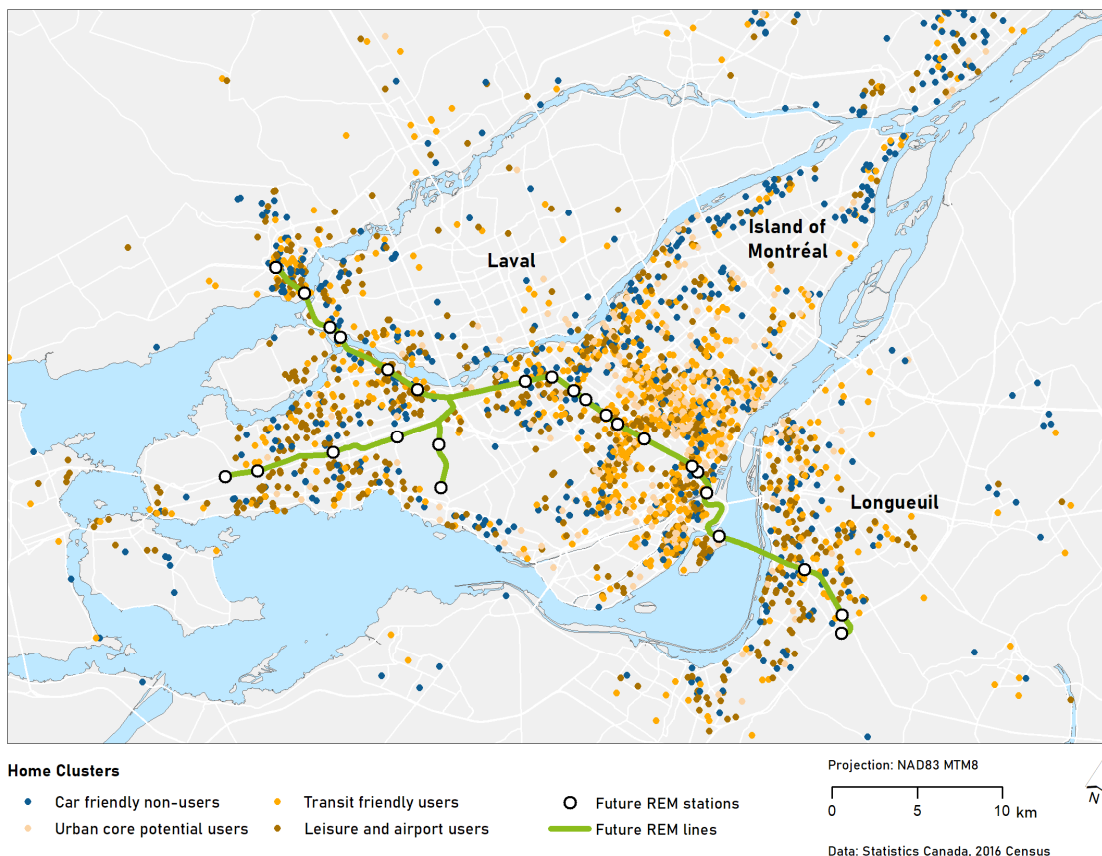 Laval
Island of
Montréal
Longueuil
Home Clusters
Car friendly non-users
Transit friendly users
Future REM stations
Urban core potential users
Leisure and airport users
Future REM lines
Projection: NAD83 MTM8
0 5 10 km
N
Data: Statistics Canada, 2016 Census